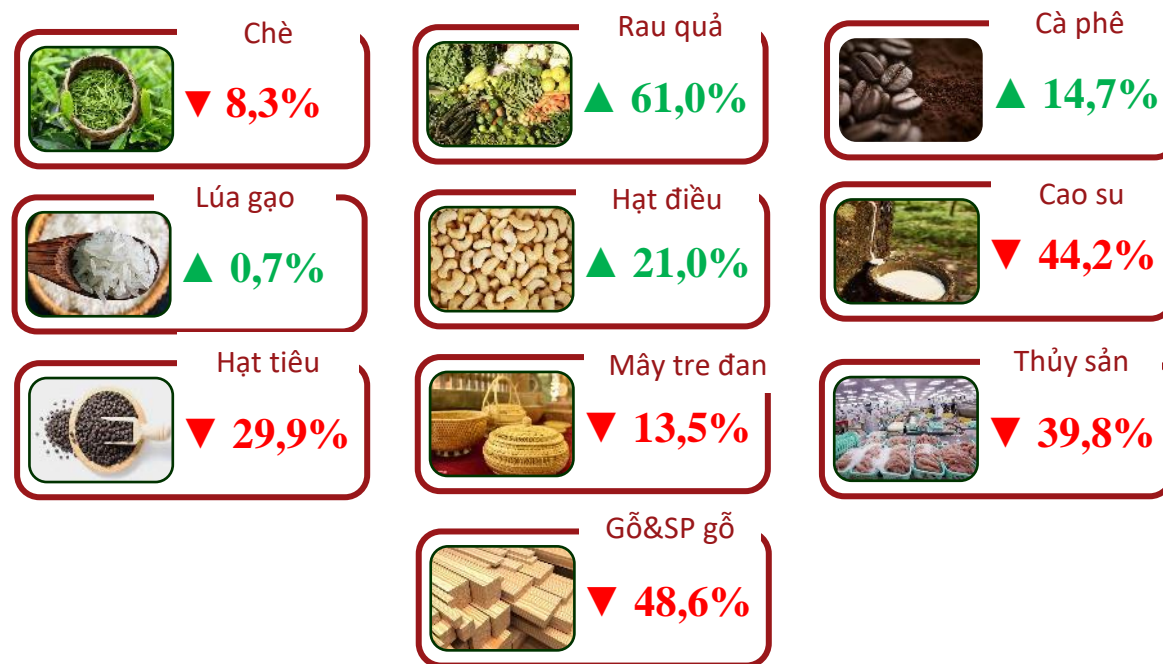 Chè
▼ 8,3%
Rau quả
▲ 61,0%
Cà phê
▲ 14,7%
Lúa gạo
▲ 0,7%
Hạt điều
▲ 21,0%
Cao su
▼ 44,2%
Hạt tiêu
▼ 29,9%
Mây tre đan
▼ 13,5%
Thủy sản
▼ 39,8%
Gỗ&SP gỗ
▼ 48,6%